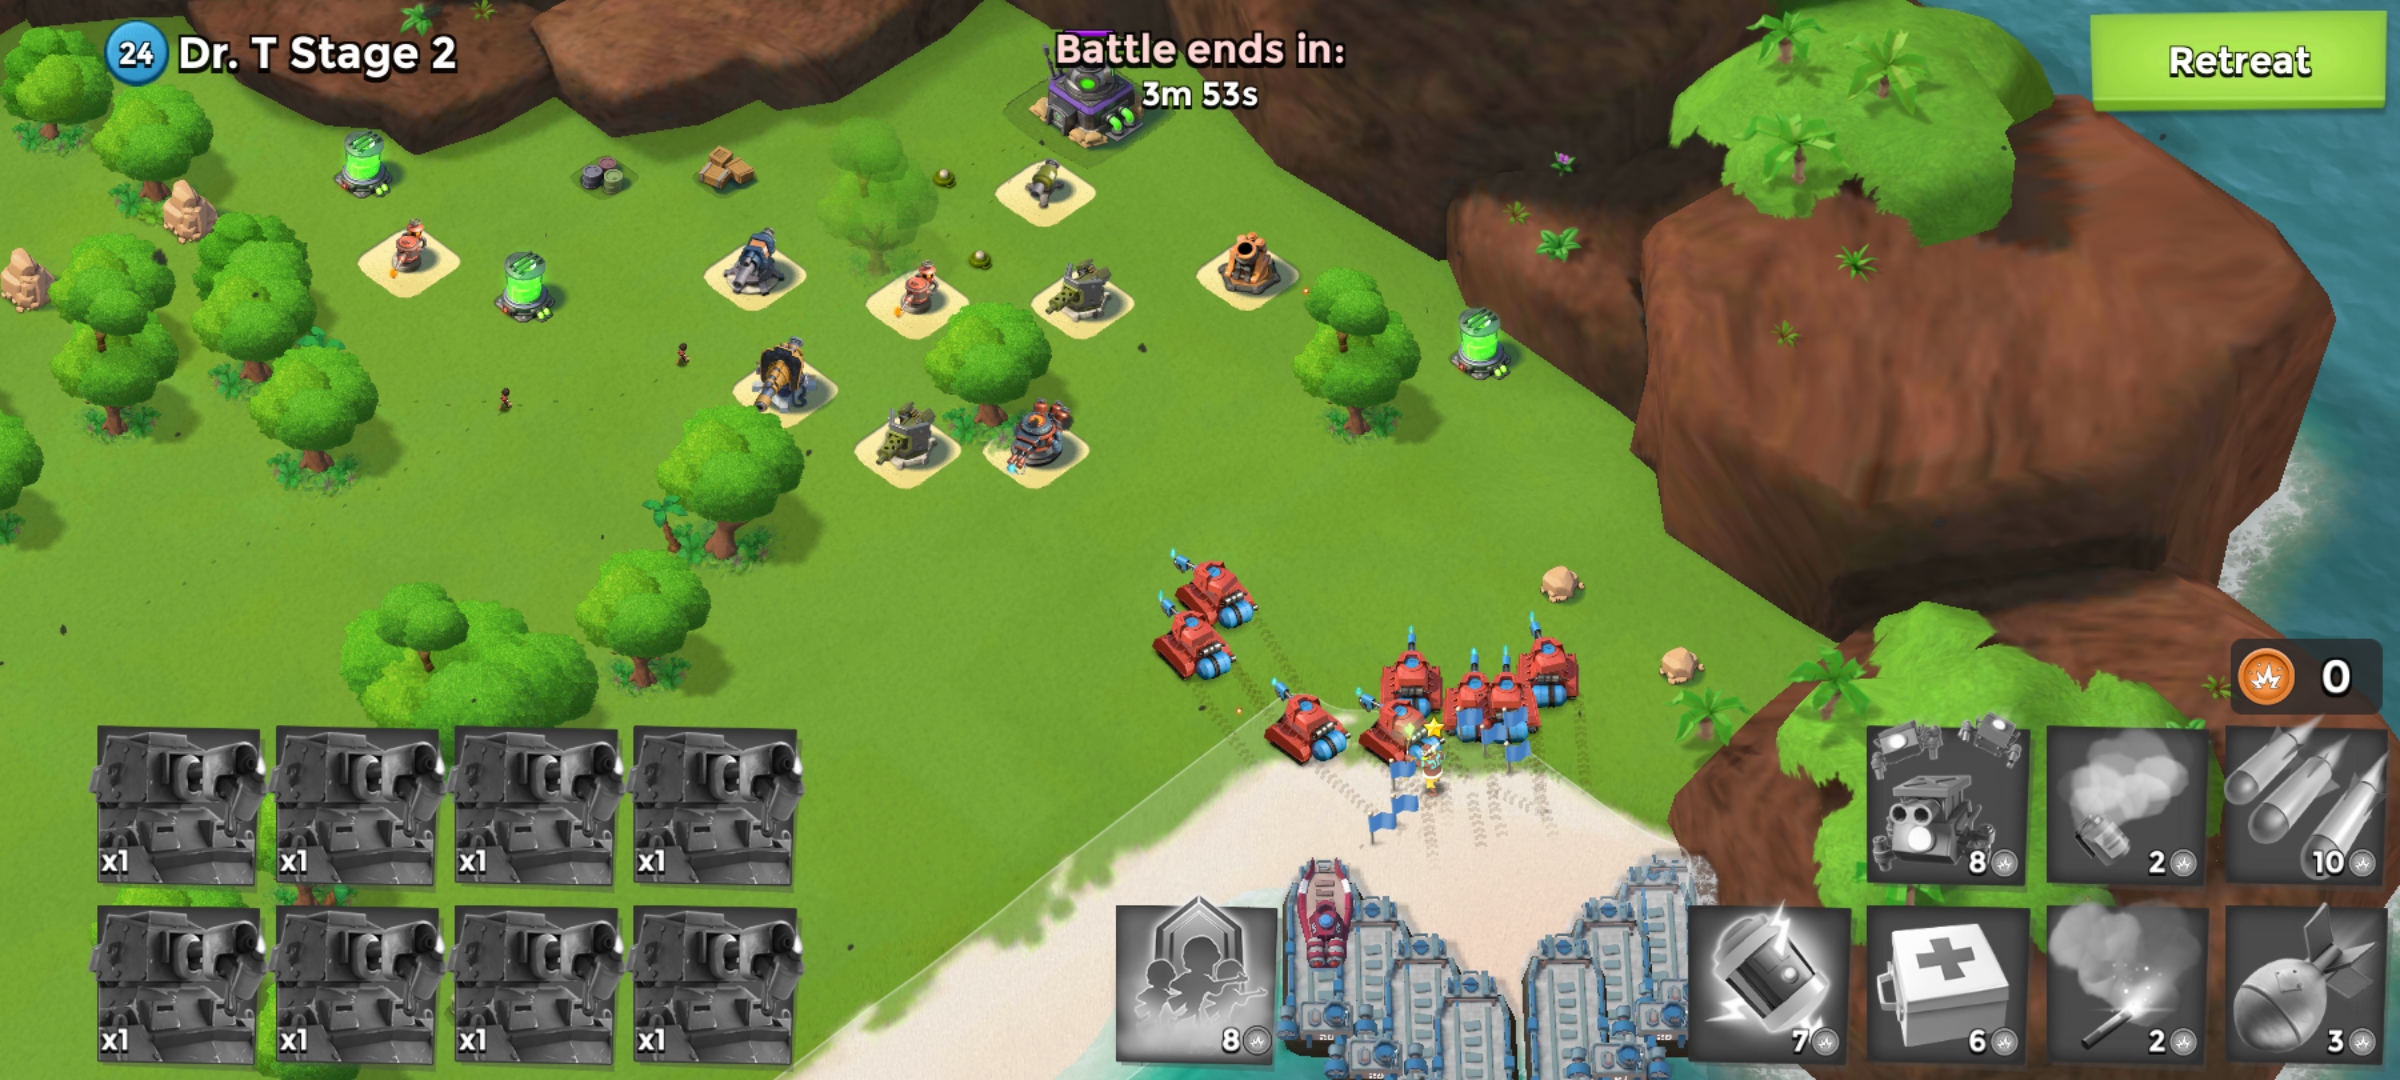 24 Dr. T Stage 2
Battle ends in:
3m 53s
Retreat
0
x1 x1 x1 x1
8 2 10
x1 x1 x1 x1
8 7 6 2 3